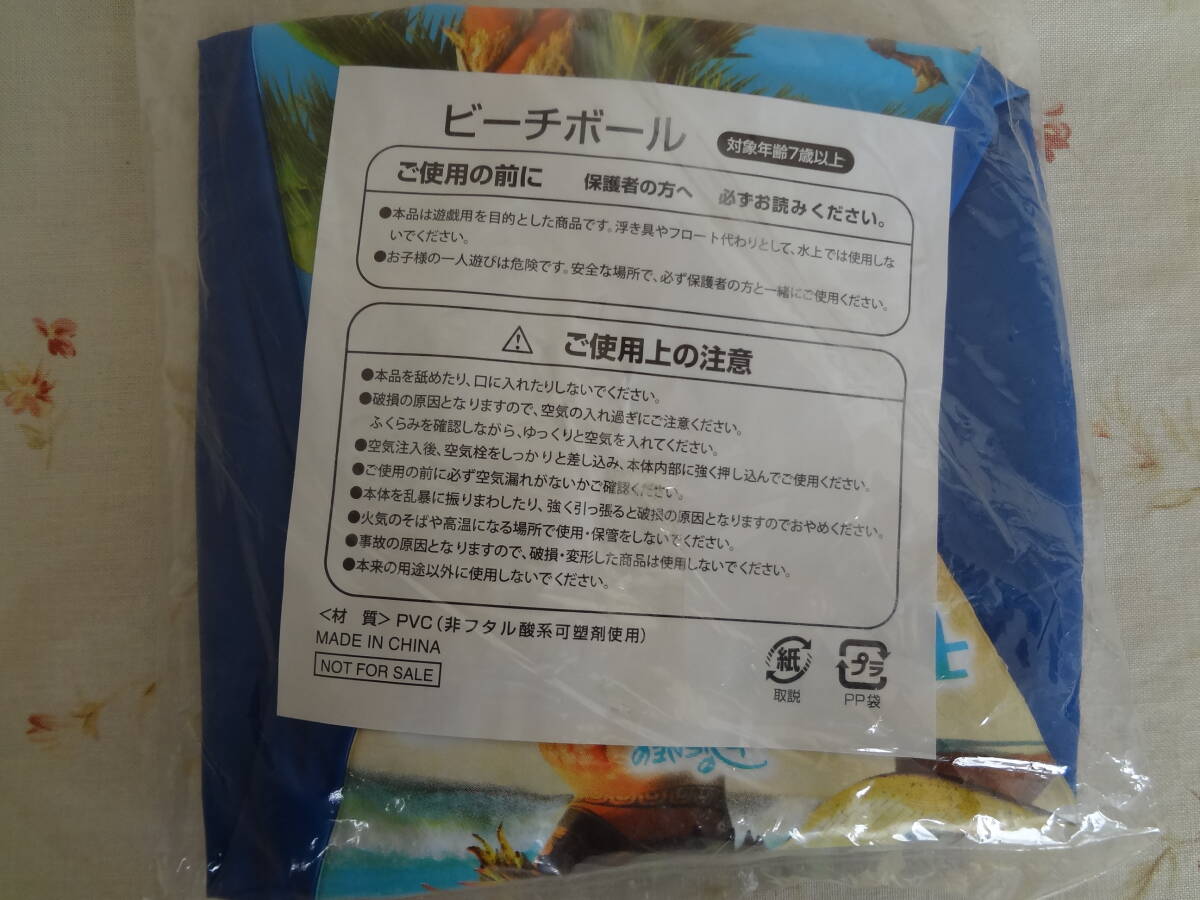 ビーチボール
対象年齢7歳以上
ご使用の前に 保護者の方へ 必ずお読みください。
●本品は遊戯用を目的とした商品です。浮き具やフロート代わりとして、水上では使用しな
いでください。
●お子様の一人遊びは危険です。安全な場所で、必ず保護者の方と一緒にご使用ください。
ご使用上の注意
●本品を舐めたり、口に入れたりしないでください。
●破損の原因となりますので、空気の入れ過ぎにご注意ください。
ふくらみを確認しながら、ゆっくりと空気を入れてください。
●空気注入後、空気栓をしっかりと差し込み、本体内部に強く押し込んでご使用ください。
●ご使用の前に必ず空気漏れがないかご確認ください。
●本体を乱暴に振りまわしたり、強く引っ張ると破損の原因となりますのでおやめください。
●火気のそばや高温になる場所で使用・保管をしないでください。
●事故の原因となりますので、破損・変形した商品は使用しないでください。
●本来の用途以外に使用しないでください。
＜材 質＞PVC(非フタル酸系可塑剤使用)
MADE IN CHINA
NOT FOR SALE
紙
取説
プラ
PP袋